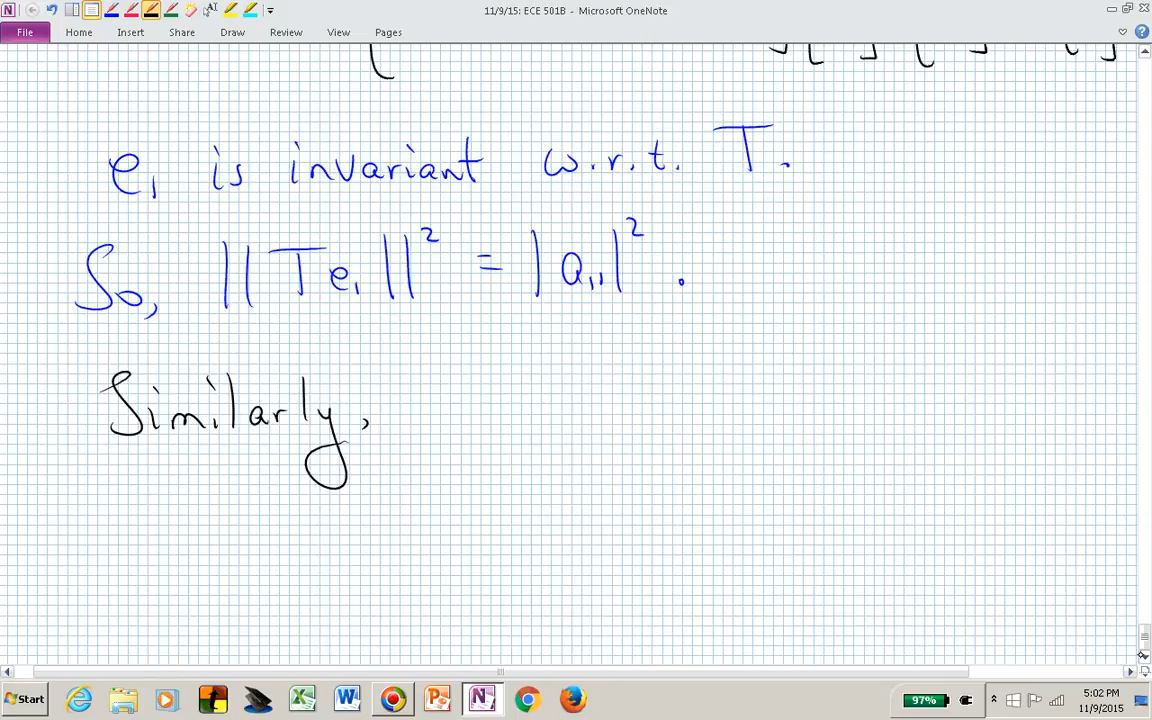 11/9/15: ECE 501B - Microsoft OneNote
File Home Insert Share Draw Review View Pages
e₁ is invariant w.r.t. T.
So, ||Te₁||² = |a₁₁|².
Similarly,
Start
97%
5:02 PM
11/9/2015